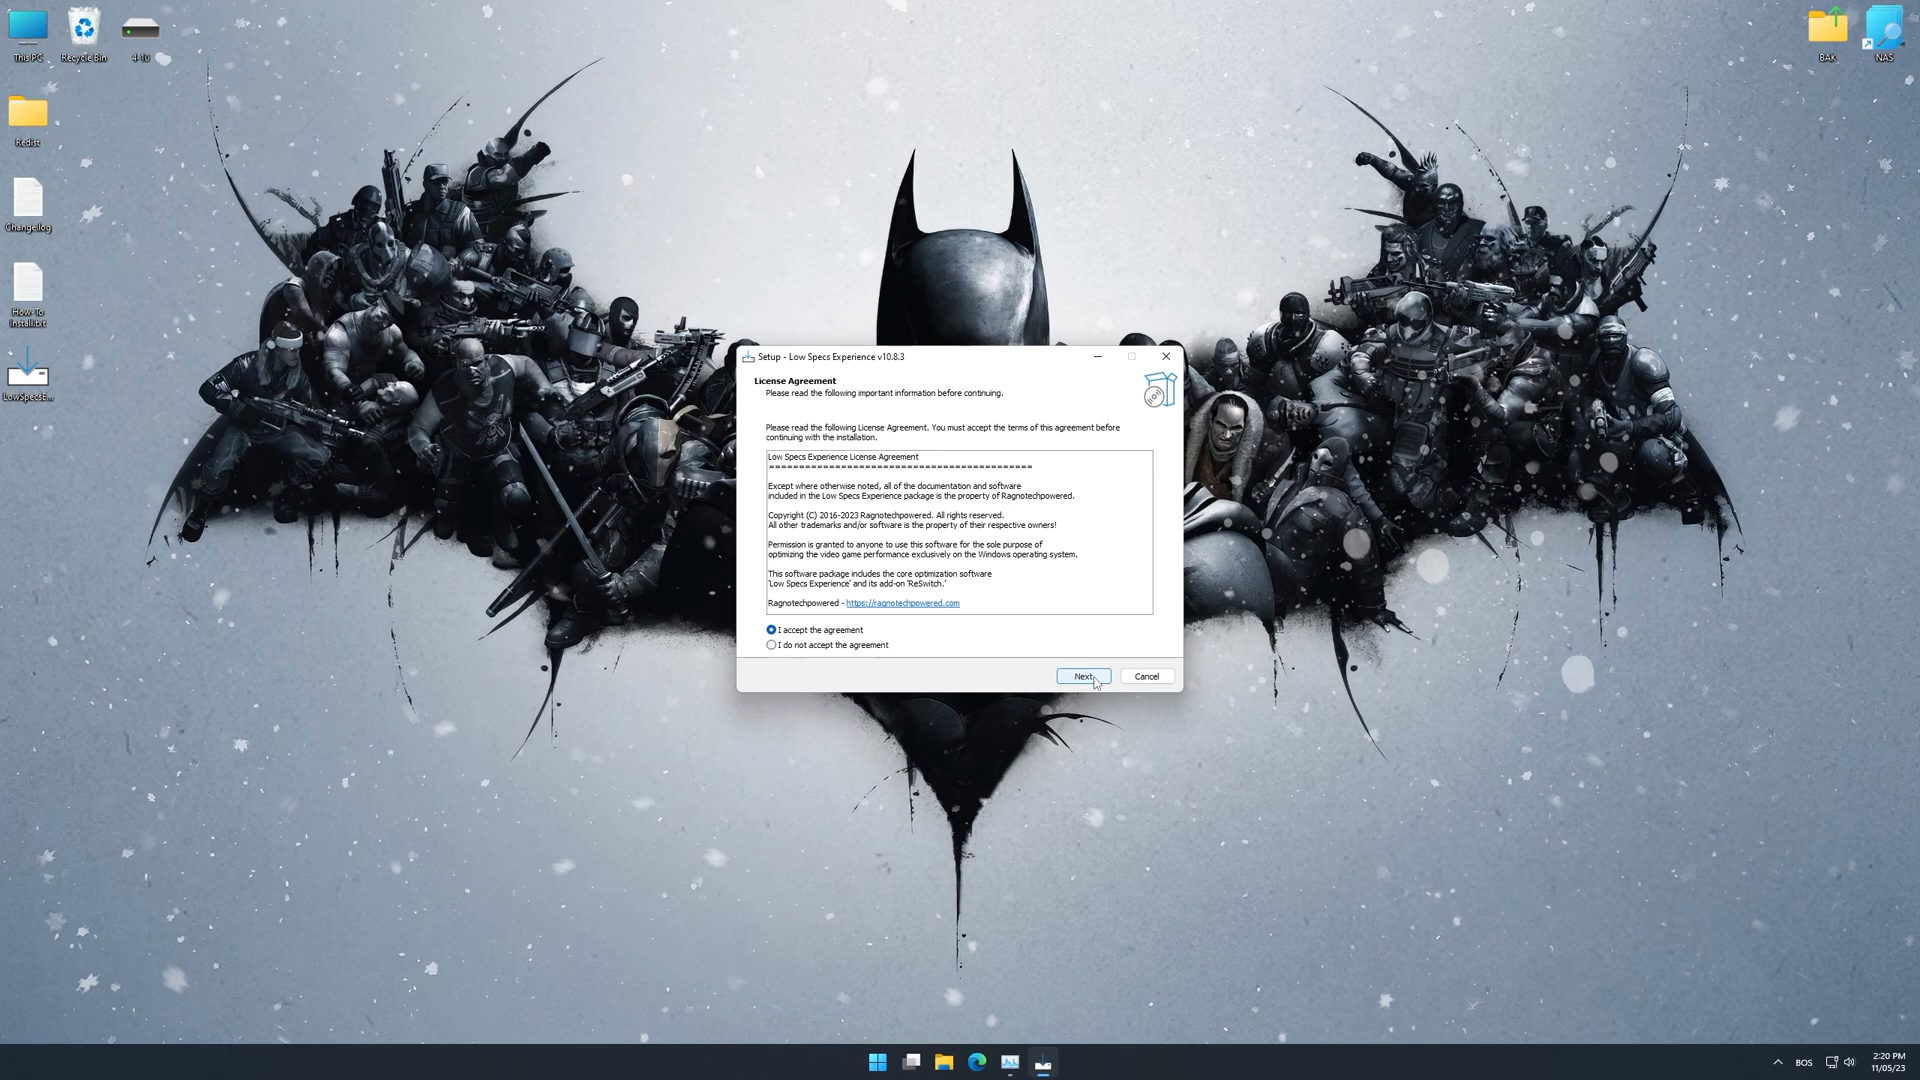 This PC
Recycle Bin
4-10
BAK
NAS
Redist
Changelog
How-To
Install.txt
LowSpecsE...
Setup - Low Specs Experience v10.8.3
License Agreement
Please read the following important information before continuing.
Please read the following License Agreement. You must accept the terms of this agreement before
continuing with the installation.
Low Specs Experience License Agreement
============================================
Except where otherwise noted, all of the documentation and software
included in the Low Specs Experience package is the property of Ragnotechpowered.
Copyright (C) 2016-2023 Ragnotechpowered. All rights reserved.
All other trademarks and/or software is the property of their respective owners!
Permission is granted to anyone to use this software for the sole purpose of
optimizing the video game performance exclusively on the Windows operating system.
This software package includes the core optimization software
'Low Specs Experience' and its add-on 'ReSwitch.'
Ragnotechpowered - https://ragnotechpowered.com
I accept the agreement
I do not accept the agreement
Next
Cancel
BOS
2:20 PM
11/05/23